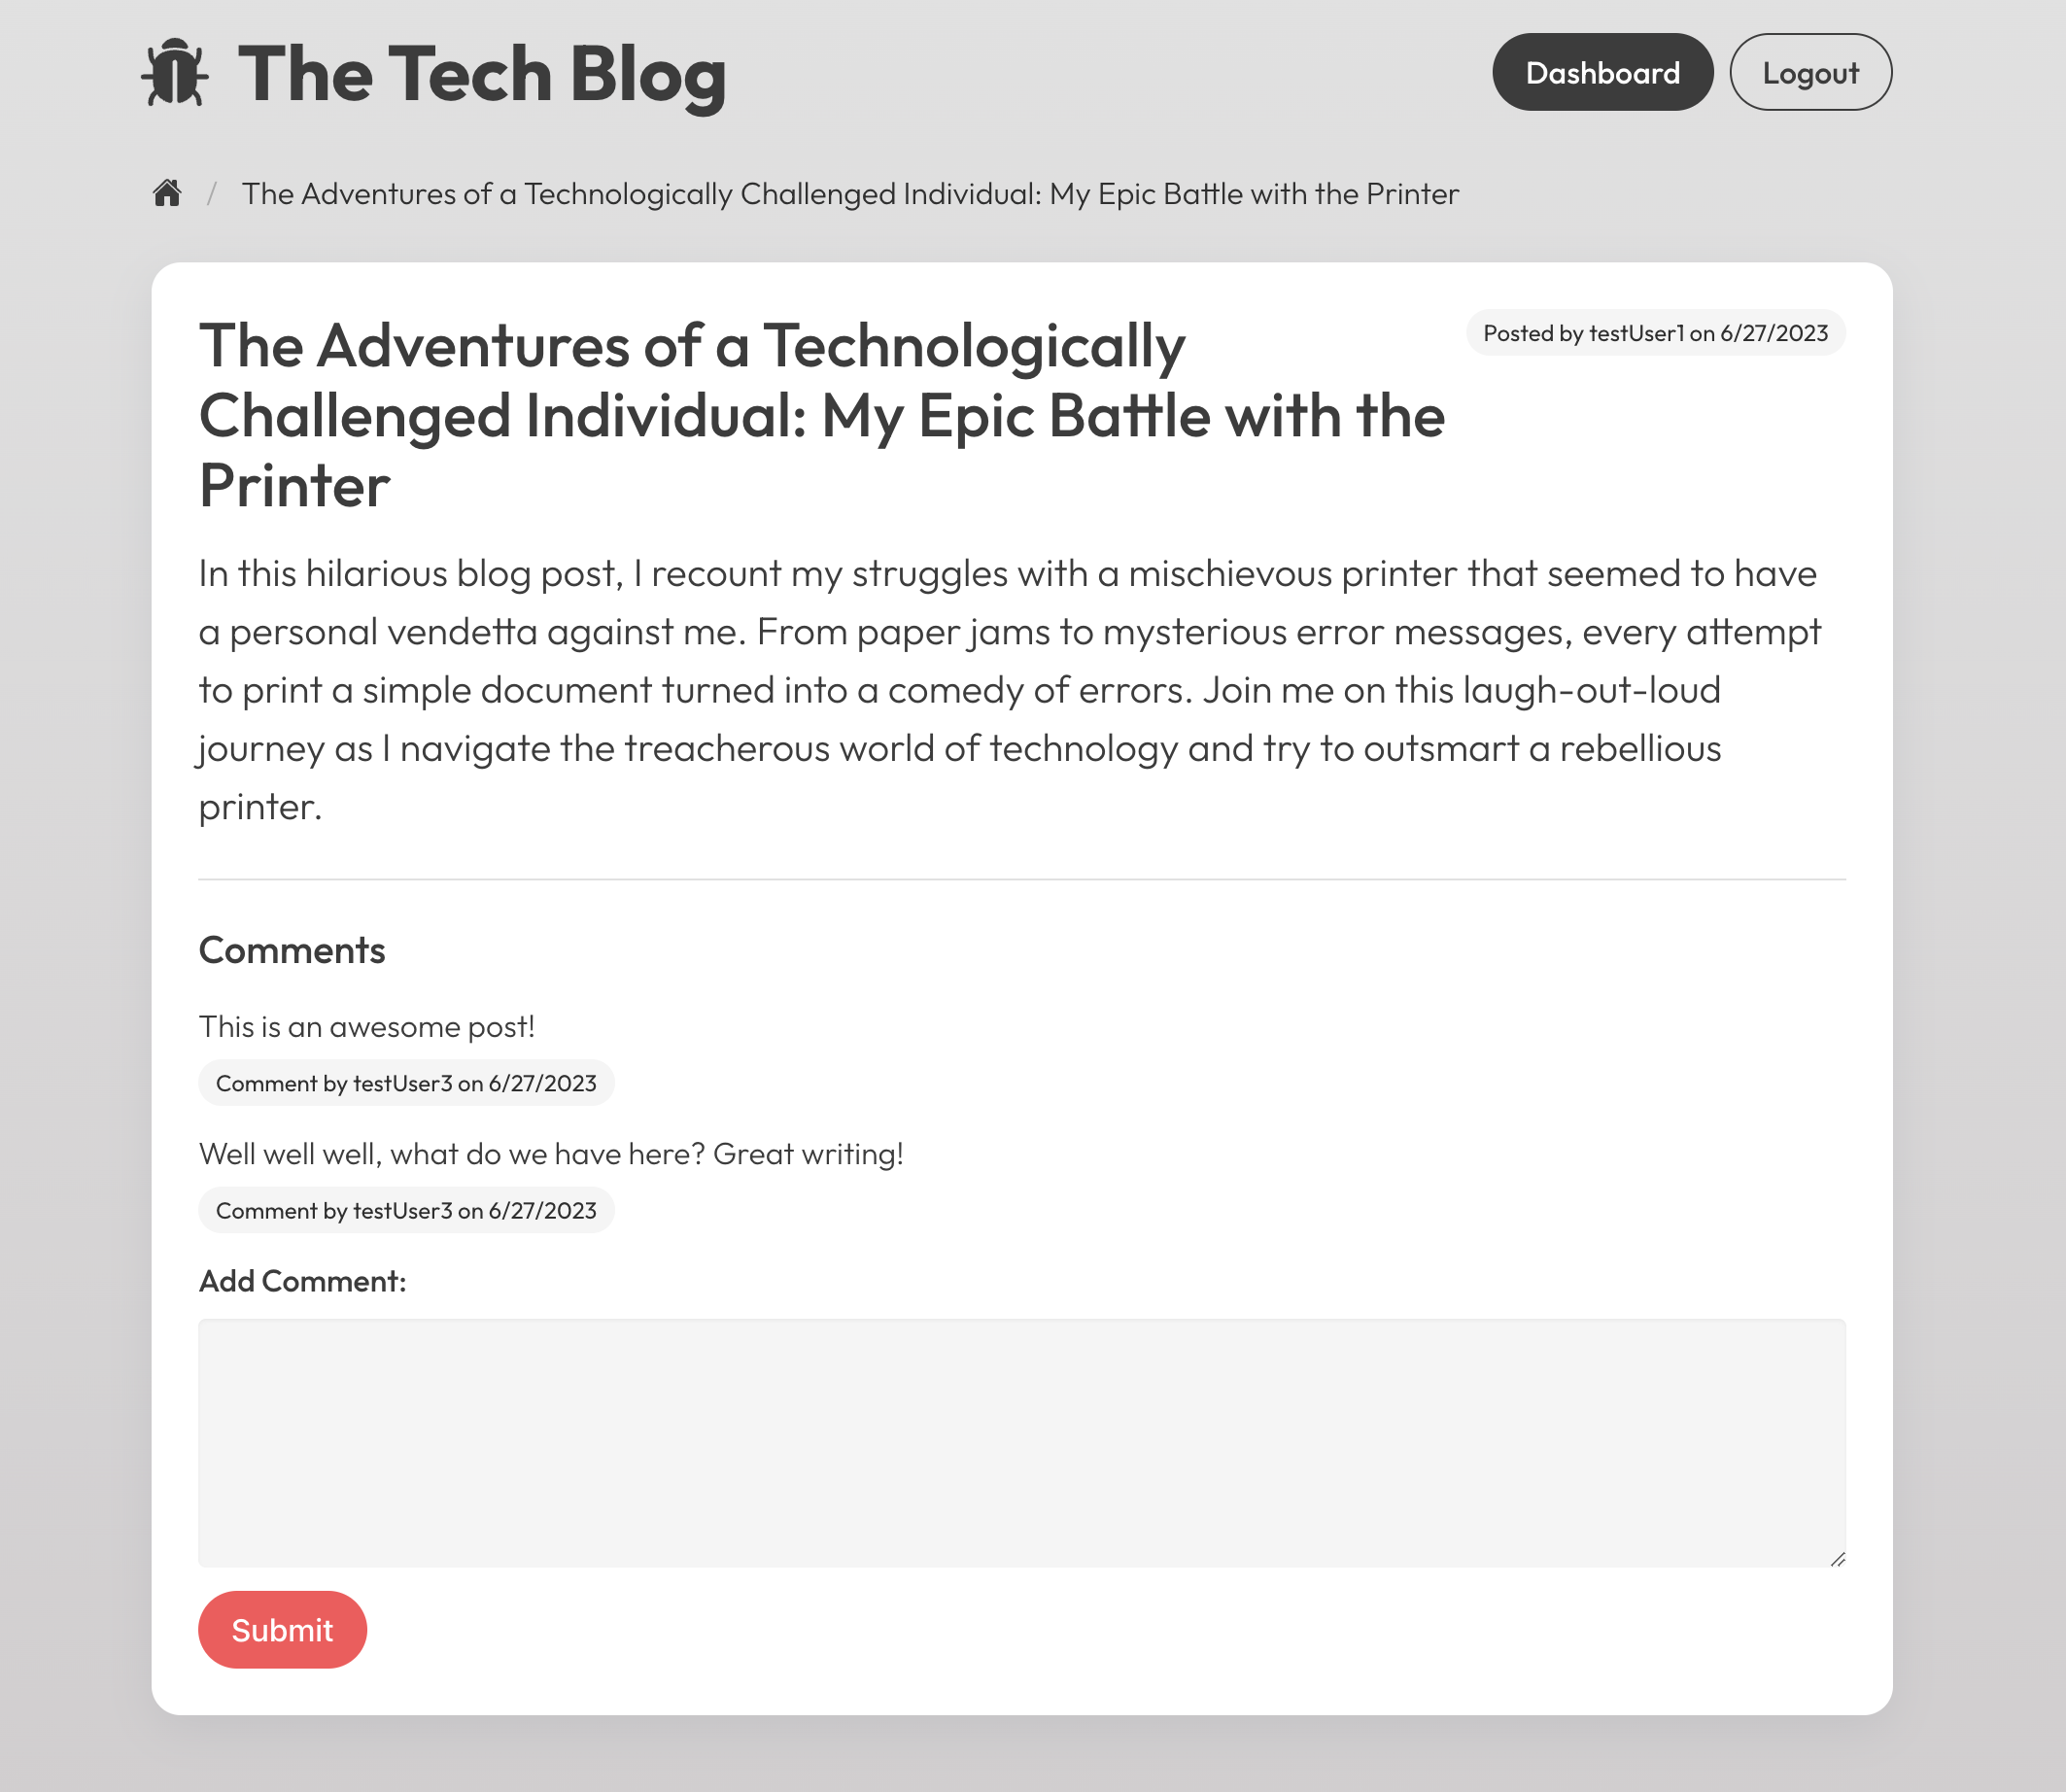 The Tech Blog
Dashboard
Logout
/ The Adventures of a Technologically Challenged Individual: My Epic Battle with the Printer
The Adventures of a Technologically
Challenged Individual: My Epic Battle with the
Printer
Posted by testUser1 on 6/27/2023
In this hilarious blog post, I recount my struggles with a mischievous printer that seemed to have
a personal vendetta against me. From paper jams to mysterious error messages, every attempt
to print a simple document turned into a comedy of errors. Join me on this laugh-out-loud
journey as I navigate the treacherous world of technology and try to outsmart a rebellious
printer.
Comments
This is an awesome post!
Comment by testUser3 on 6/27/2023
Well well well, what do we have here? Great writing!
Comment by testUser3 on 6/27/2023
Add Comment:
Submit